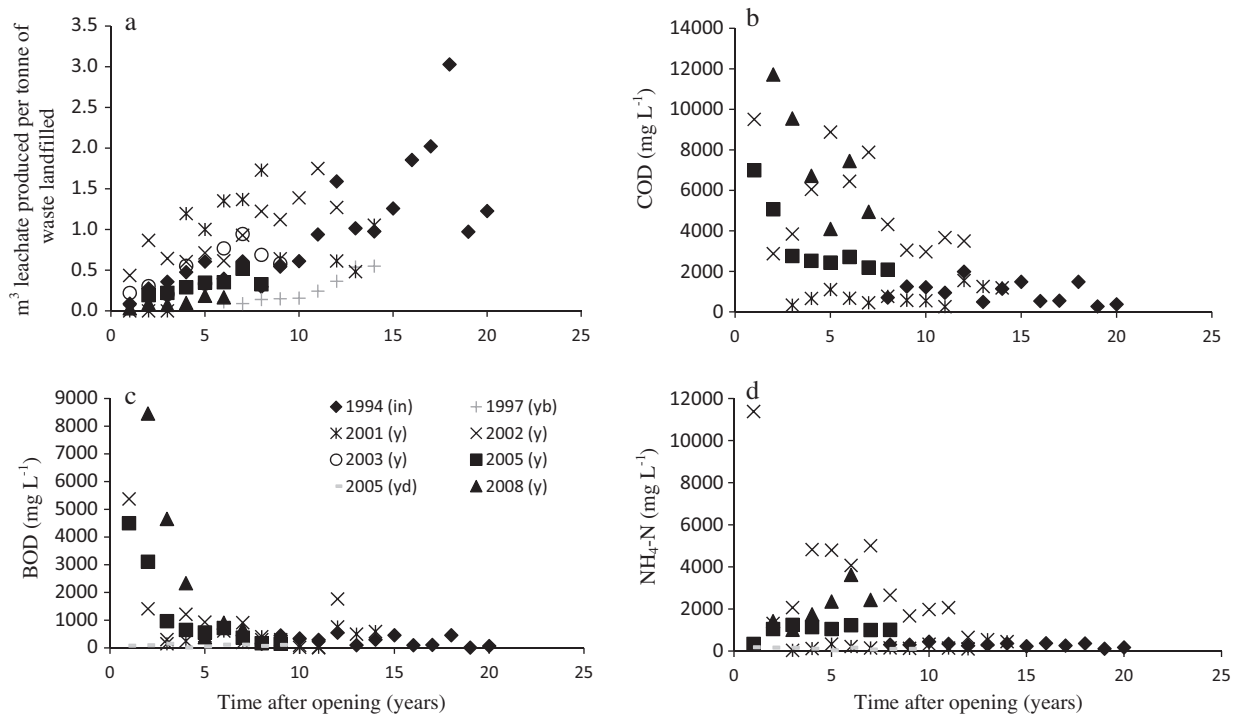 a
m³ leachate produced per tonne of
waste landfilled
3.5
3.0
2.5
2.0
1.5
1.0
0.5
0.0
0 5 10 15 20 25
b
COD (mg L⁻¹)
14000
12000
10000
8000
6000
4000
2000
0
0 5 10 15 20 25
c
BOD (mg L⁻¹)
9000
8000
7000
6000
5000
4000
3000
2000
1000
0
1994 (in) 1997 (yb)
2001 (y) 2002 (y)
2003 (y) 2005 (y)
2005 (yd) 2008 (y)
0 5 10 15 20 25
Time after opening (years)
d
NH₄-N (mg L⁻¹)
12000
10000
8000
6000
4000
2000
0
0 5 10 15 20 25
Time after opening (years)